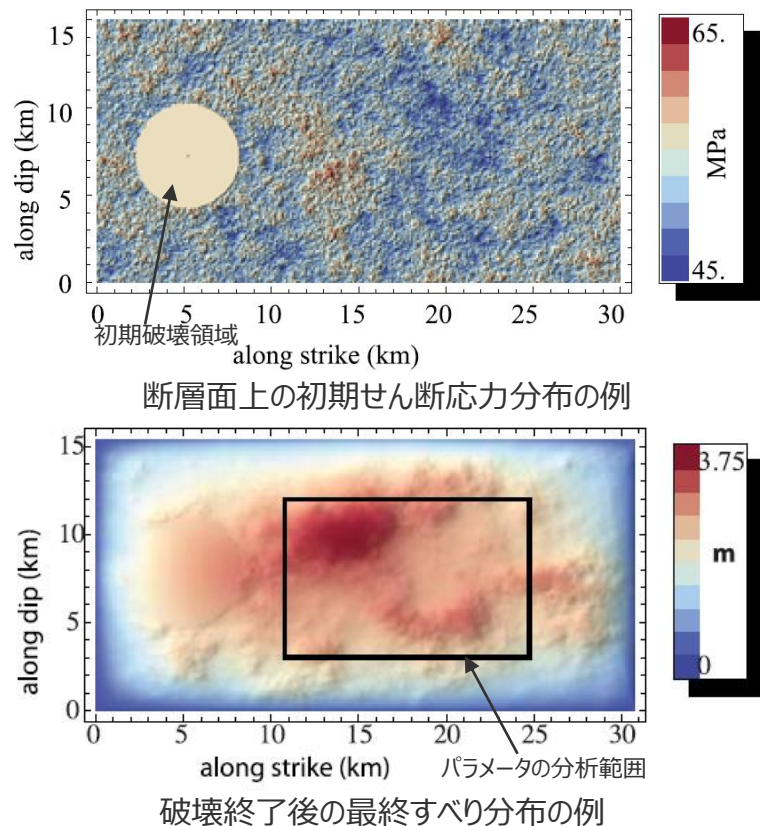 15
10
5
0
along dip (km)
0 5 10 15 20 25 30
初期破壊領域
along strike (km)
65.
MPa
45.
断層面上の初期せん断応力分布の例
15
10
5
0
along dip (km)
0 5 10 15 20 25 30
along strike (km)
パラメータの分析範囲
3.75
m
0
破壊終了後の最終すべり分布の例